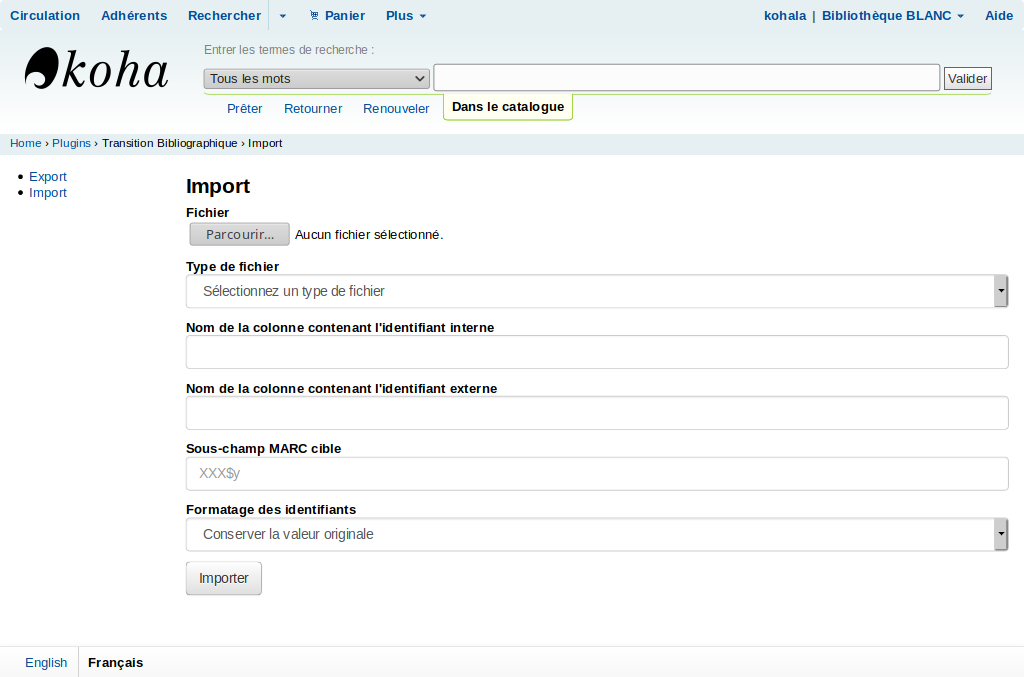 Circulation Adhérents Rechercher Panier Plus kohala | Bibliothèque BLANC Aide
koha
Entrer les termes de recherche :
Tous les mots Valider
Prêter Retourner Renouveler Dans le catalogue
Home › Plugins › Transition Bibliographique › Import
Export
Import
Import
Fichier
Parcourir... Aucun fichier sélectionné.
Type de fichier
Sélectionnez un type de fichier
Nom de la colonne contenant l'identifiant interne
Nom de la colonne contenant l'identifiant externe
Sous-champ MARC cible
XXX$y
Formatage des identifiants
Conserver la valeur originale
Importer
English Français